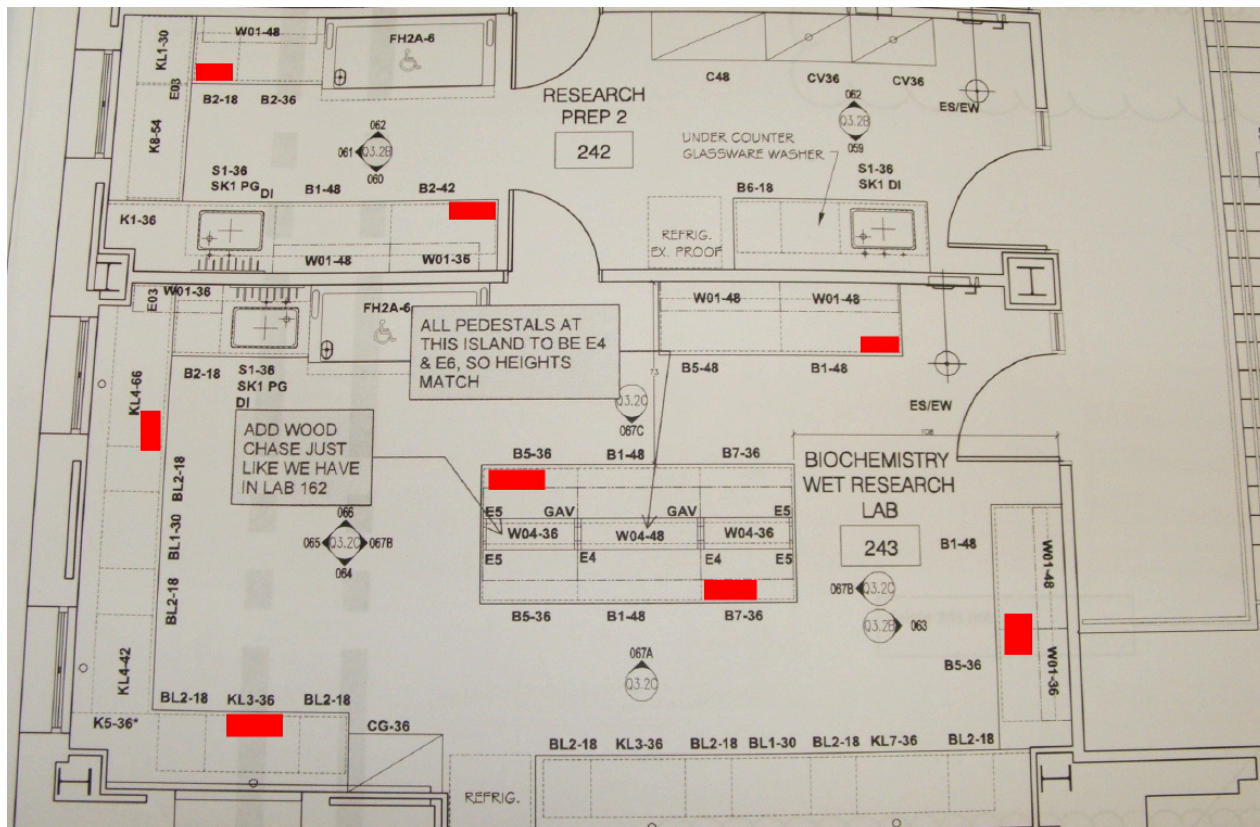 W01-48
FH2A-6
KL1-30
E03
B2-18
B2-36
K8-54
C48
CV36
CV36
ES/EW
RESEARCH
PREP 2
242
062
061
Q3.2B
060
062
Q3.2B
059
UNDER COUNTER
GLASSWARE WASHER
S1-36
SK1 PG
DI
B1-48
B2-42
B6-18
S1-36
SK1 DI
K1-36
W01-48
W01-36
REFRIG.
EX. PROOF
E03
W01-36
FH2A-6
W01-48
W01-48
ALL PEDESTALS AT
THIS ISLAND TO BE E4
& E6, SO HEIGHTS
MATCH
B2-18
S1-36
SK1 PG
DI
B5-48
B1-48
73
KL4-66
Q3.2C
067C
ES/EW
108
ADD WOOD
CHASE JUST
LIKE WE HAVE
IN LAB 162
B5-36
B1-48
B7-36
BIOCHEMISTRY
WET RESEARCH
LAB
243
BL2-18
BL1-30
BL2-18
066
065
Q3.2C
067B
064
E5
GAV
GAV
E5
W04-36
W04-48
W04-36
E5
E4
E4
E5
B1-48
W01-48
B5-36
B1-48
B7-36
067B
Q3.2C
Q3.2B
063
B5-36
W01-36
067A
Q3.2C
KL4-42
BL2-18
KL3-36
BL2-18
K5-36*
CG-36
BL2-18
KL3-36
BL2-18
BL1-30
BL2-18
KL7-36
BL2-18
REFRIG.